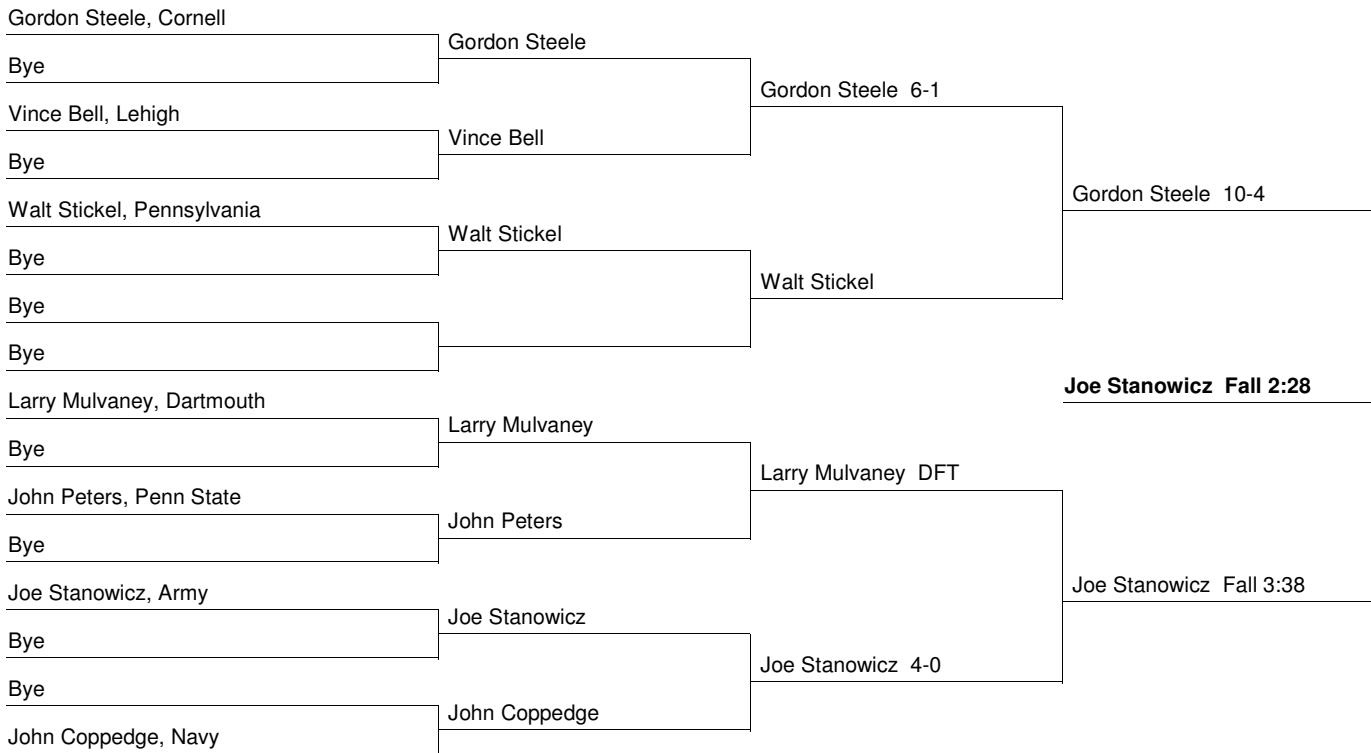 Gordon Steele, Cornell
Bye
Vince Bell, Lehigh
Bye
Walt Stickel, Pennsylvania
Bye
Bye
Bye
Larry Mulvaney, Dartmouth
Bye
John Peters, Penn State
Bye
Joe Stanowicz, Army
Bye
Bye
John Coppedge, Navy
Gordon Steele
Vince Bell
Walt Stickel
Larry Mulvaney
John Peters
Joe Stanowicz
John Coppedge
Gordon Steele 6-1
Walt Stickel
Larry Mulvaney DFT
Joe Stanowicz 4-0
Gordon Steele 10-4
Joe Stanowicz Fall 3:38
Joe Stanowicz Fall 2:28